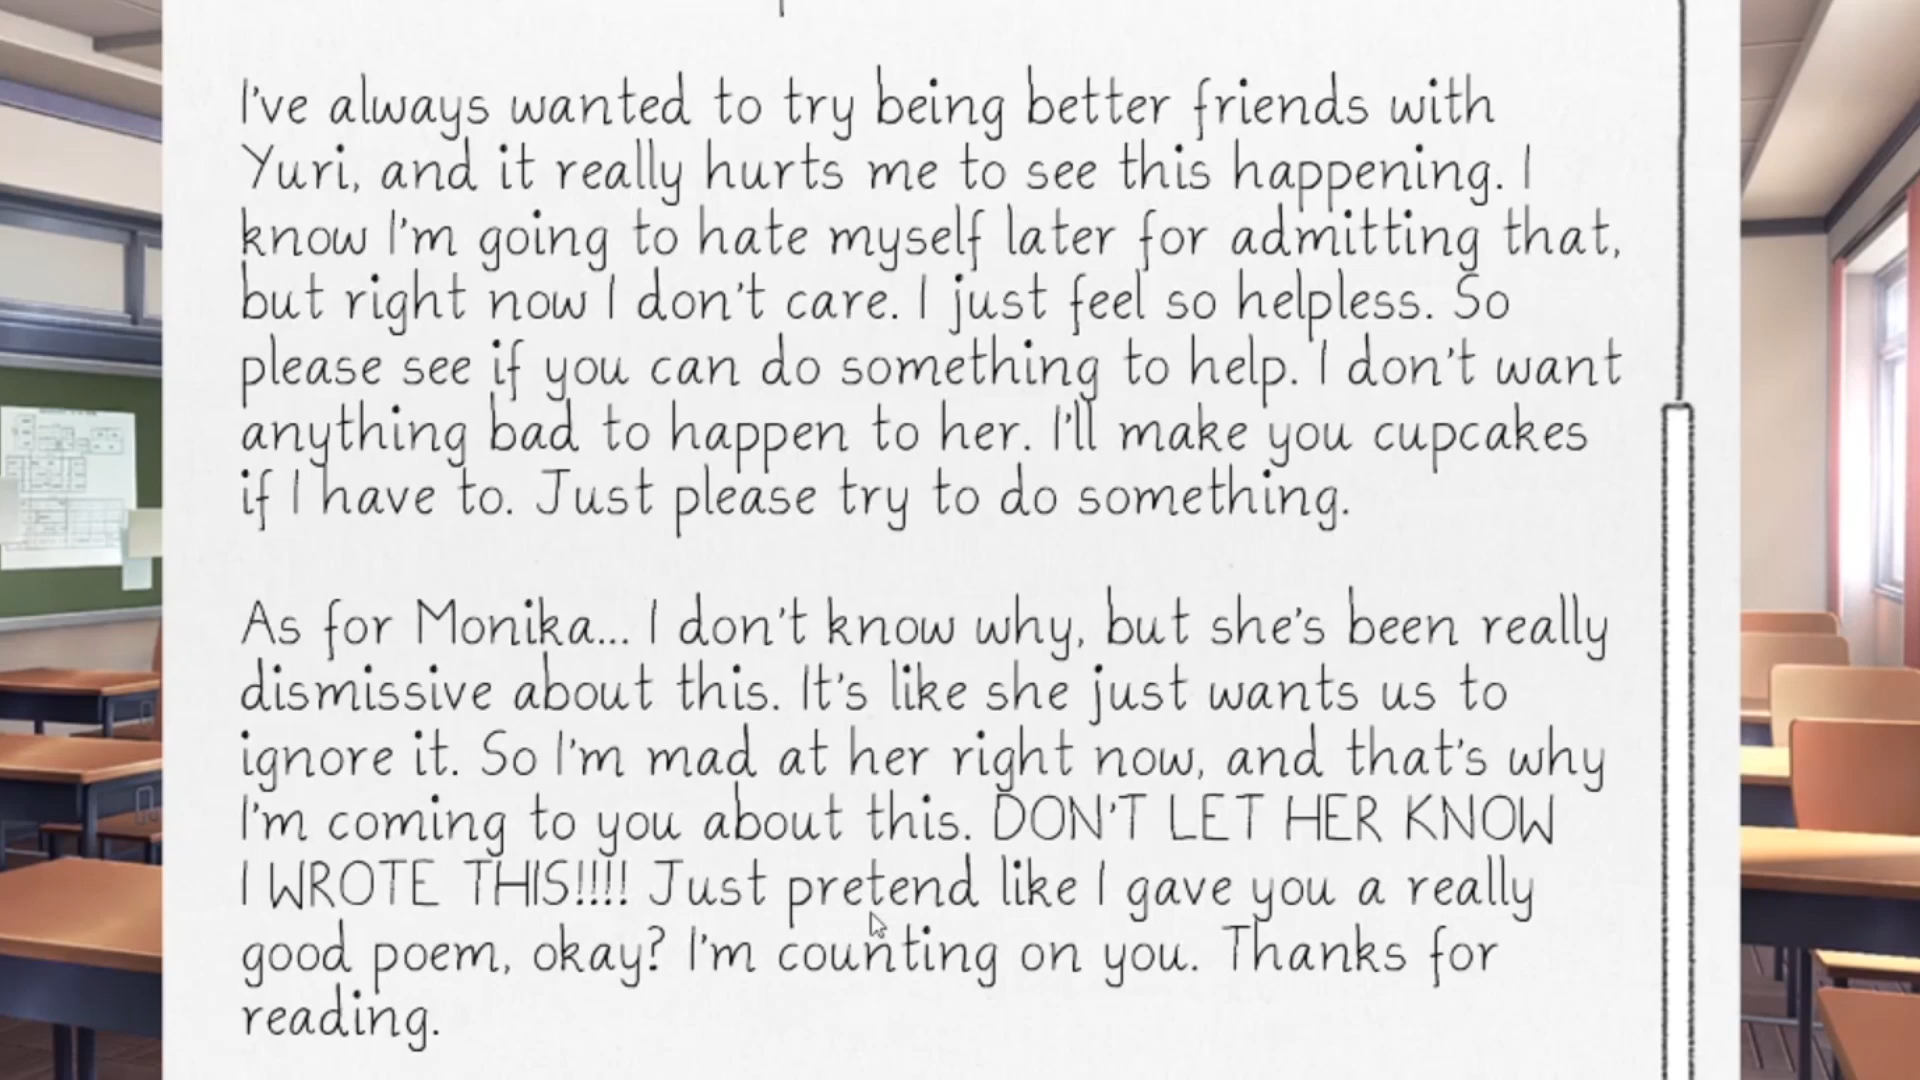 I've always wanted to try being better friends with
Yuri, and it really hurts me to see this happening. I
know I'm going to hate myself later for admitting that,
but right now I don't care. I just feel so helpless. So
please see if you can do something to help. I don't want
anything bad to happen to her. I'll make you cupcakes
if I have to. Just please try to do something.
As for Monika... I don't know why, but she's been really
dismissive about this. It's like she just wants us to
ignore it. So I'm mad at her right now, and that's why
I'm coming to you about this. DON'T LET HER KNOW
I WROTE THIS!!!! Just pretend like I gave you a really
good poem, okay? I'm counting on you. Thanks for
reading.